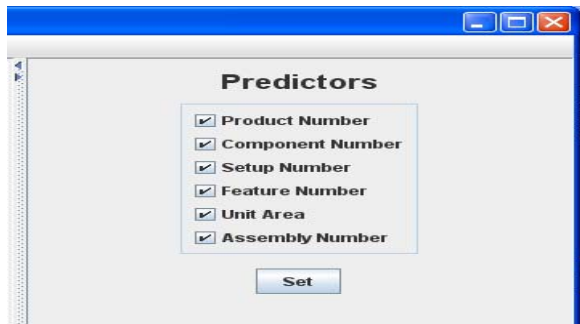 Predictors
Product Number
Component Number
Setup Number
Feature Number
Unit Area
Assembly Number
Set